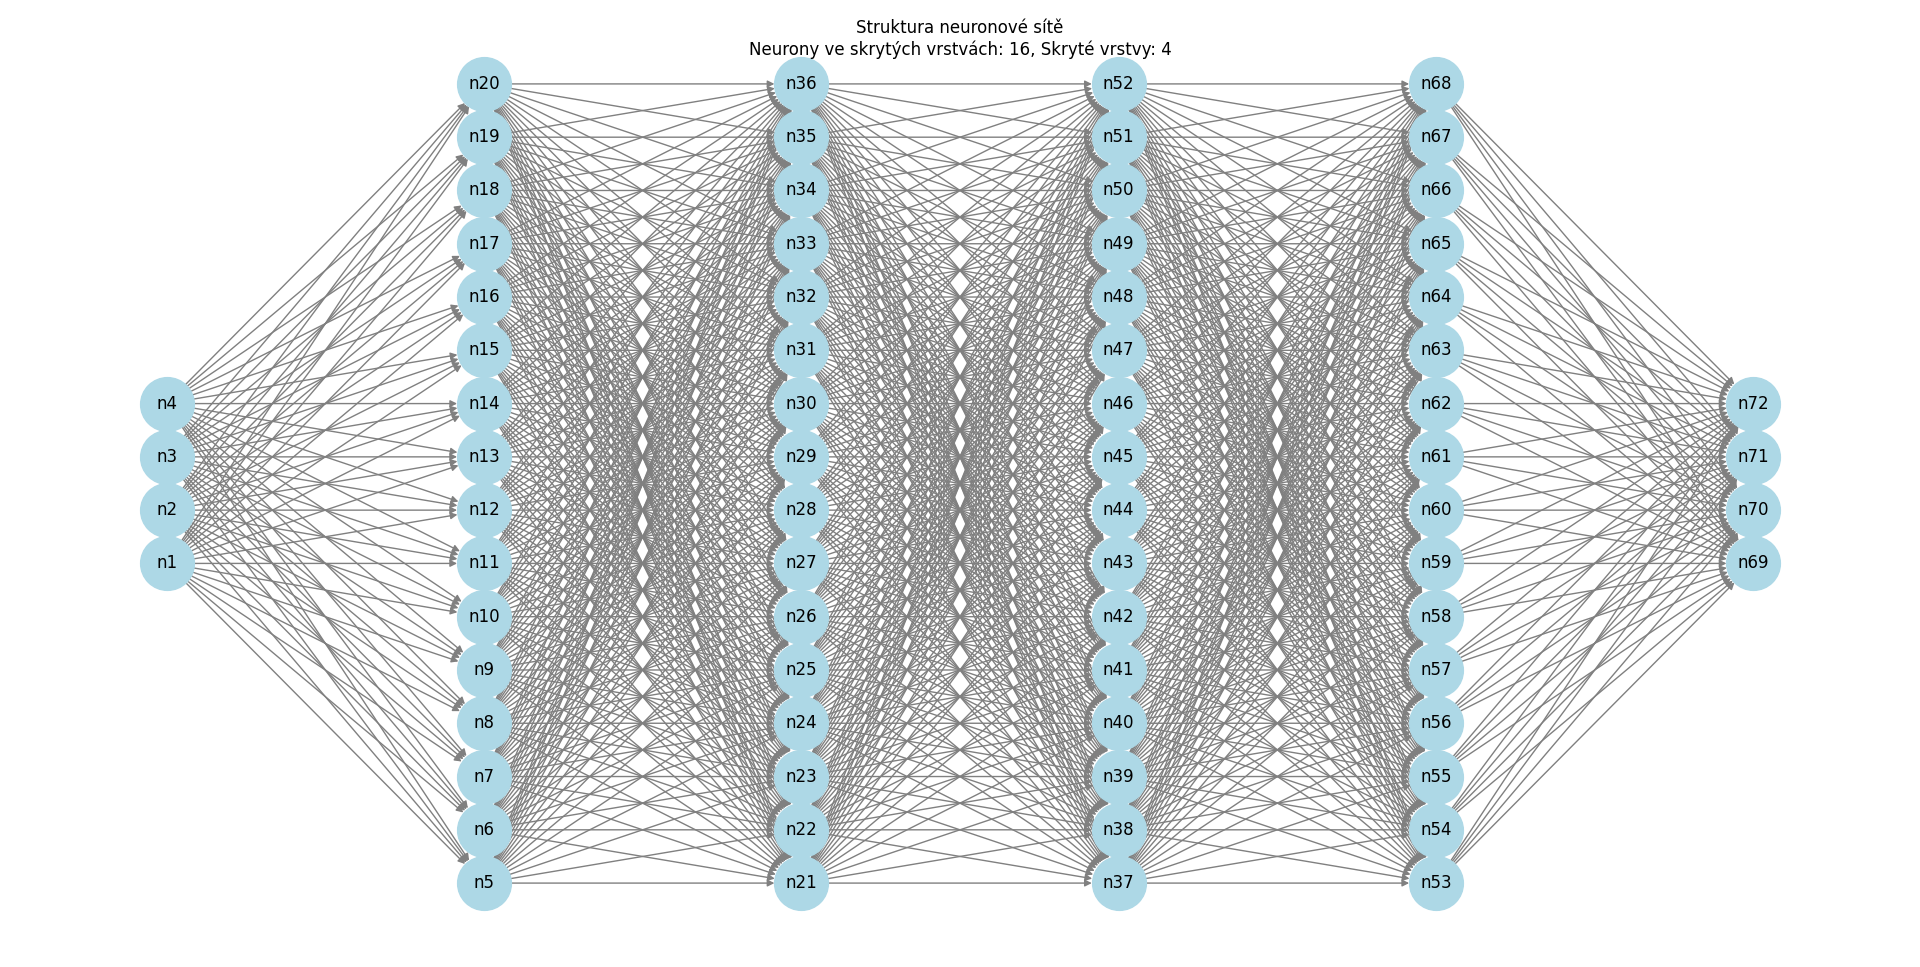 Struktura neuronové sítě
Neurony ve skrytých vrstvách: 16, Skryté vrstvy: 4
n20 n36 n52 n68
n19 n35 n51 n67
n18 n34 n50 n66
n17 n33 n49 n65
n16 n32 n48 n64
n15 n31 n47 n63
n4 n14 n30 n46 n62 n72
n3 n13 n29 n45 n61 n71
n2 n12 n28 n44 n60 n70
n1 n11 n27 n43 n59 n69
n10 n26 n42 n58
n9 n25 n41 n57
n8 n24 n40 n56
n7 n23 n39 n55
n6 n22 n38 n54
n5 n21 n37 n53